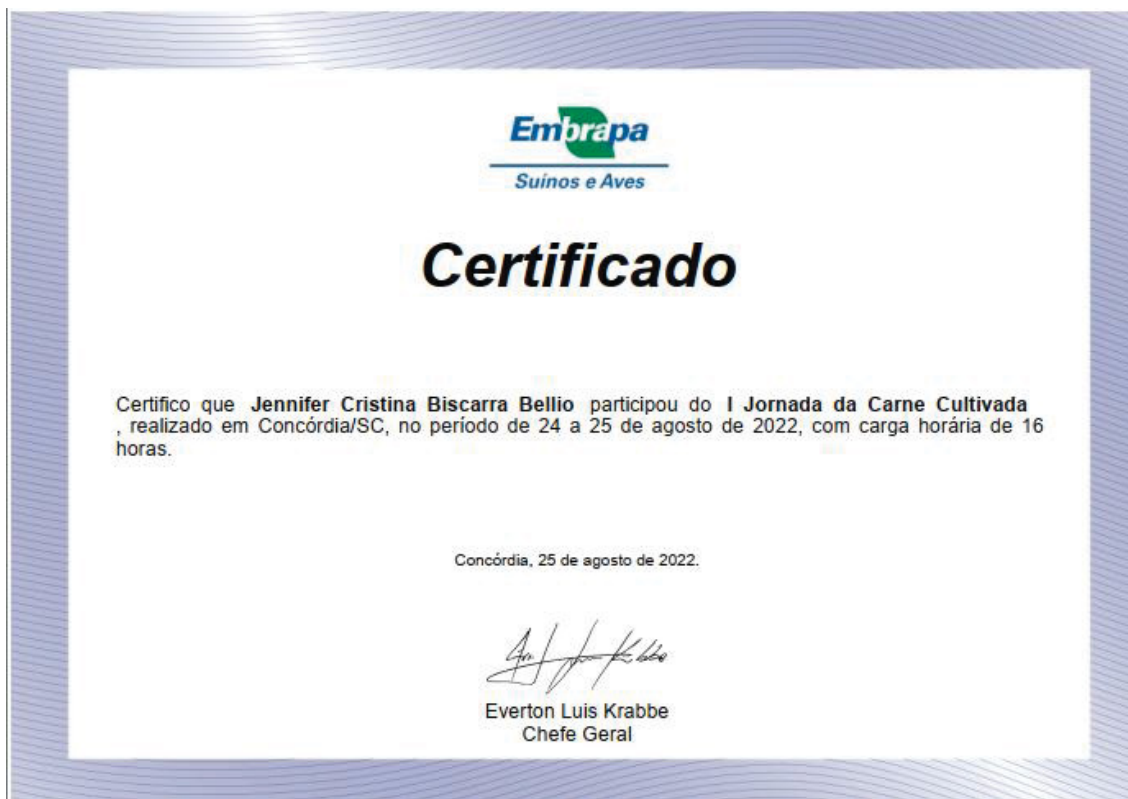 Embrapa
Suínos e Aves
Certificado
Certifico que Jennifer Cristina Biscarra Bellio participou do I Jornada da Carne Cultivada
, realizado em Concórdia/SC, no período de 24 a 25 de agosto de 2022, com carga horária de 16
horas.
Concórdia, 25 de agosto de 2022.
Everton Luis Krabbe
Chefe Geral